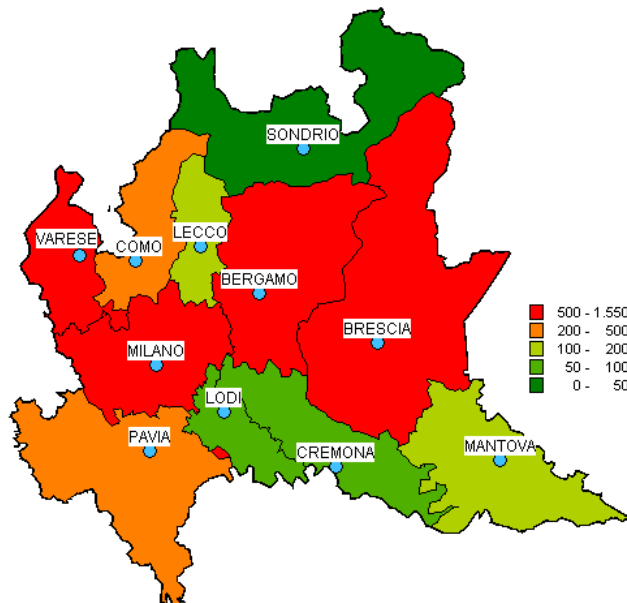 SONDRIO
VARESE
COMO
LECCO
BERGAMO
BRESCIA
MILANO
LODI
PAVIA
CREMONA
MANTOVA
500 - 1.550
200 - 500
100 - 200
50 - 100
0 - 50